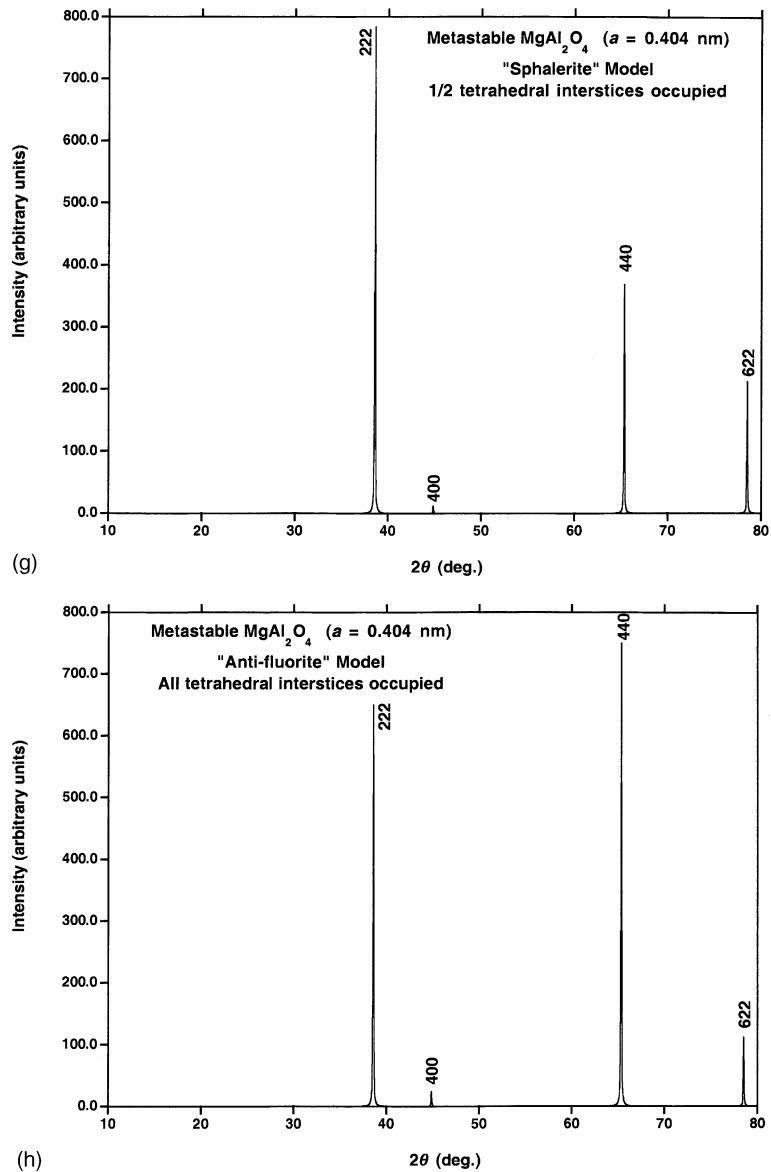 800.0
700.0
600.0
500.0
400.0
300.0
200.0
100.0
0.0
Intensity (arbitrary units)
Metastable MgAl2O4 (a = 0.404 nm)
"Sphalerite" Model
1/2 tetrahedral interstices occupied
222
400
440
622
10 20 30 40 50 60 70 80
2θ (deg.)
(g)
800.0
700.0
600.0
500.0
400.0
300.0
200.0
100.0
0.0
Intensity (arbitrary units)
Metastable MgAl2O4 (a = 0.404 nm)
"Anti-fluorite" Model
All tetrahedral interstices occupied
222
400
440
622
10 20 30 40 50 60 70 80
2θ (deg.)
(h)